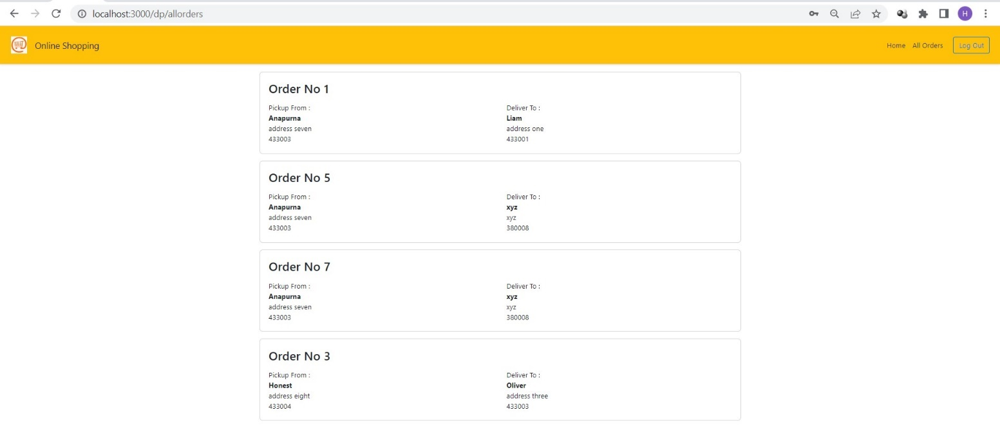 localhost:3000/dp/allorders
H
Online Shopping
Home All Orders Log Out
Order No 1
Pickup From : Deliver To :
Anapurna Liam
address seven address one
433003 433001
Order No 5
Pickup From : Deliver To :
Anapurna xyz
address seven xyz
433003 380008
Order No 7
Pickup From : Deliver To :
Anapurna xyz
address seven xyz
433003 380008
Order No 3
Pickup From : Deliver To :
Honest Oliver
address eight address three
433004 433003